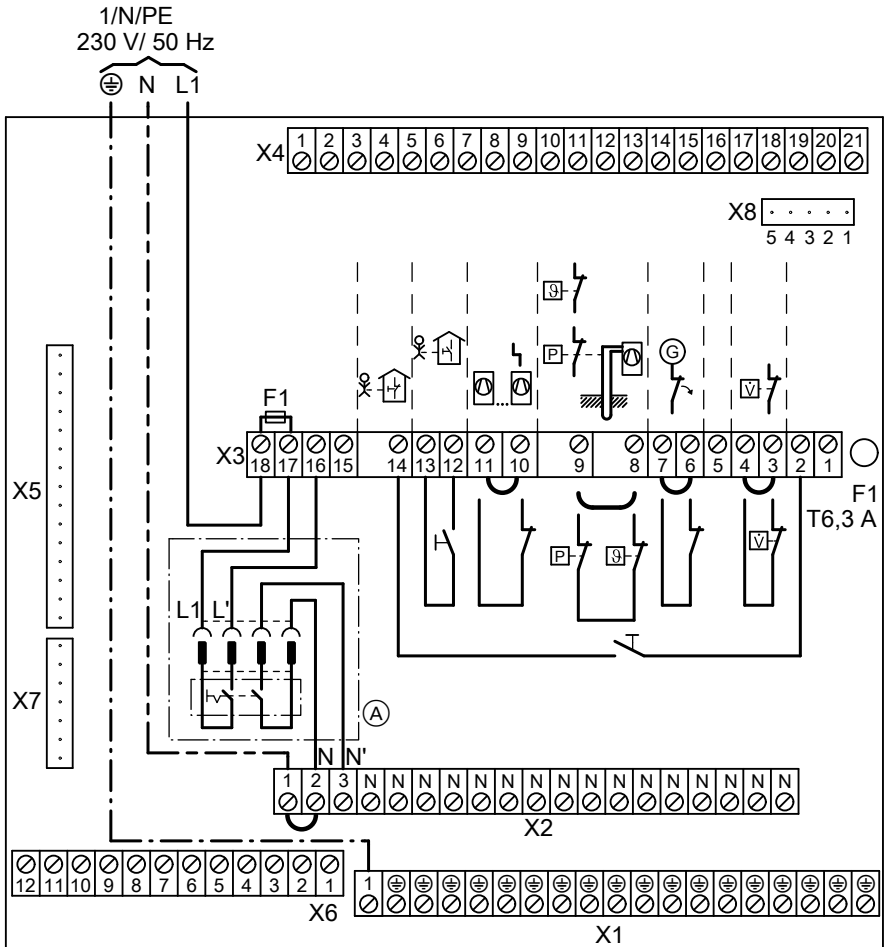 1/N/PE
230 V/ 50 Hz
N L1
X4 1 2 3 4 5 6 7 8 9 10 11 12 13 14 15 16 17 18 19 20 21
X8
5 4 3 2 1
ϑ
P
G
V̇
F1
X3 18 17 16 15 14 13 12 11 10 9 8 7 6 5 4 3 2 1
F1
T6,3 A
X5
P ϑ V̇
L1 L'
X7
A
N N'
1 2 3 N N N N N N N N N N N N N N N N
X2
12 11 10 9 8 7 6 5 4 3 2 1
X6
1
X1